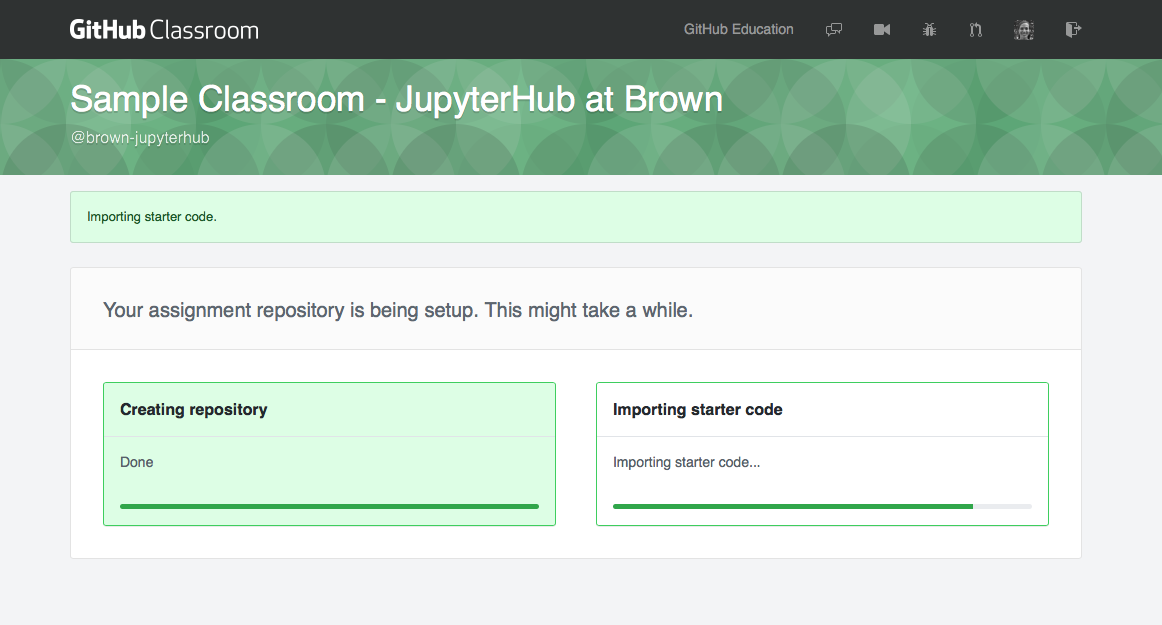 GitHub Classroom
GitHub Education
Sample Classroom - JupyterHub at Brown
@brown-jupyterhub
Importing starter code.
Your assignment repository is being setup. This might take a while.
Creating repository
Done
Importing starter code
Importing starter code...